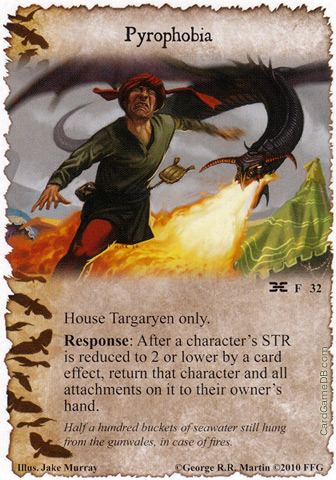 Pyrophobia
F 32
House Targaryen only.
Response: After a character's STR
is reduced to 2 or lower by a card
effect, return that character and all
attachments on it to their owner's
hand.
Half a hundred buckets of seawater still hung
from the gunwales, in case of fires.
Illus. Jake Murray ©George R.R. Martin ©2010 FFG
CardGameDB.com